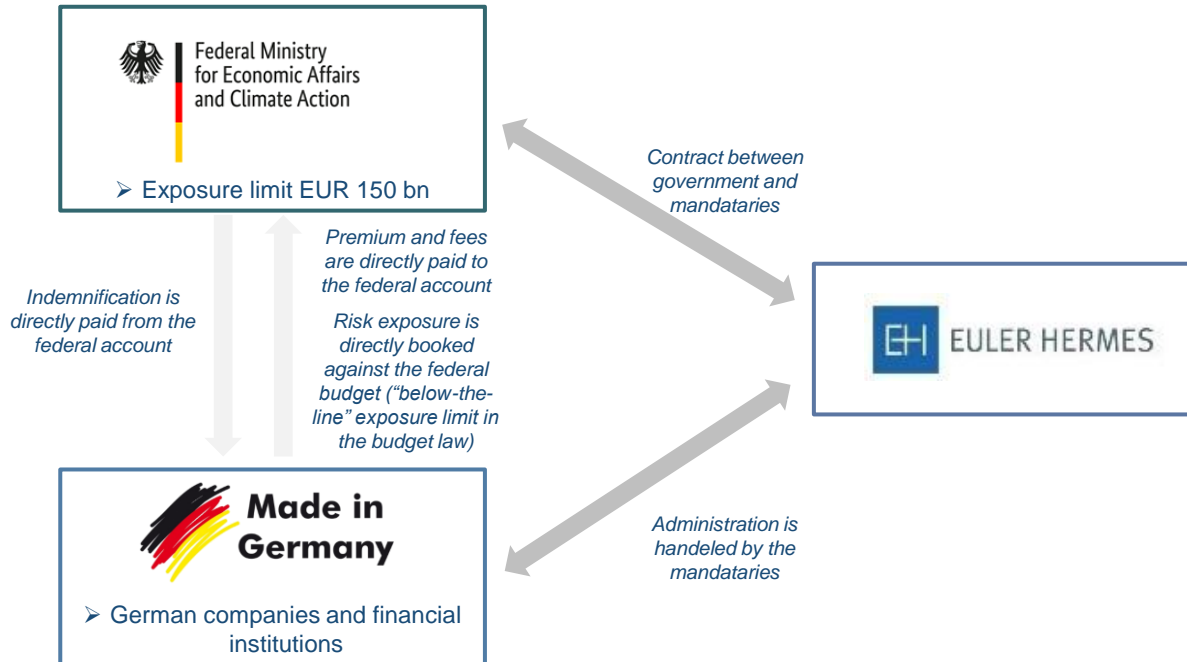 Federal Ministry
for Economic Affairs
and Climate Action
➢ Exposure limit EUR 150 bn
Contract between
government and
mandataries
Indemnification is
directly paid from the
federal account
Premium and fees
are directly paid to
the federal account
Risk exposure is
directly booked
against the federal
budget (“below-the-
line” exposure limit in
the budget law)
EH EULER HERMES
Made in
Germany
➢ German companies and financial
institutions
Administration is
handeled by the
mandataries